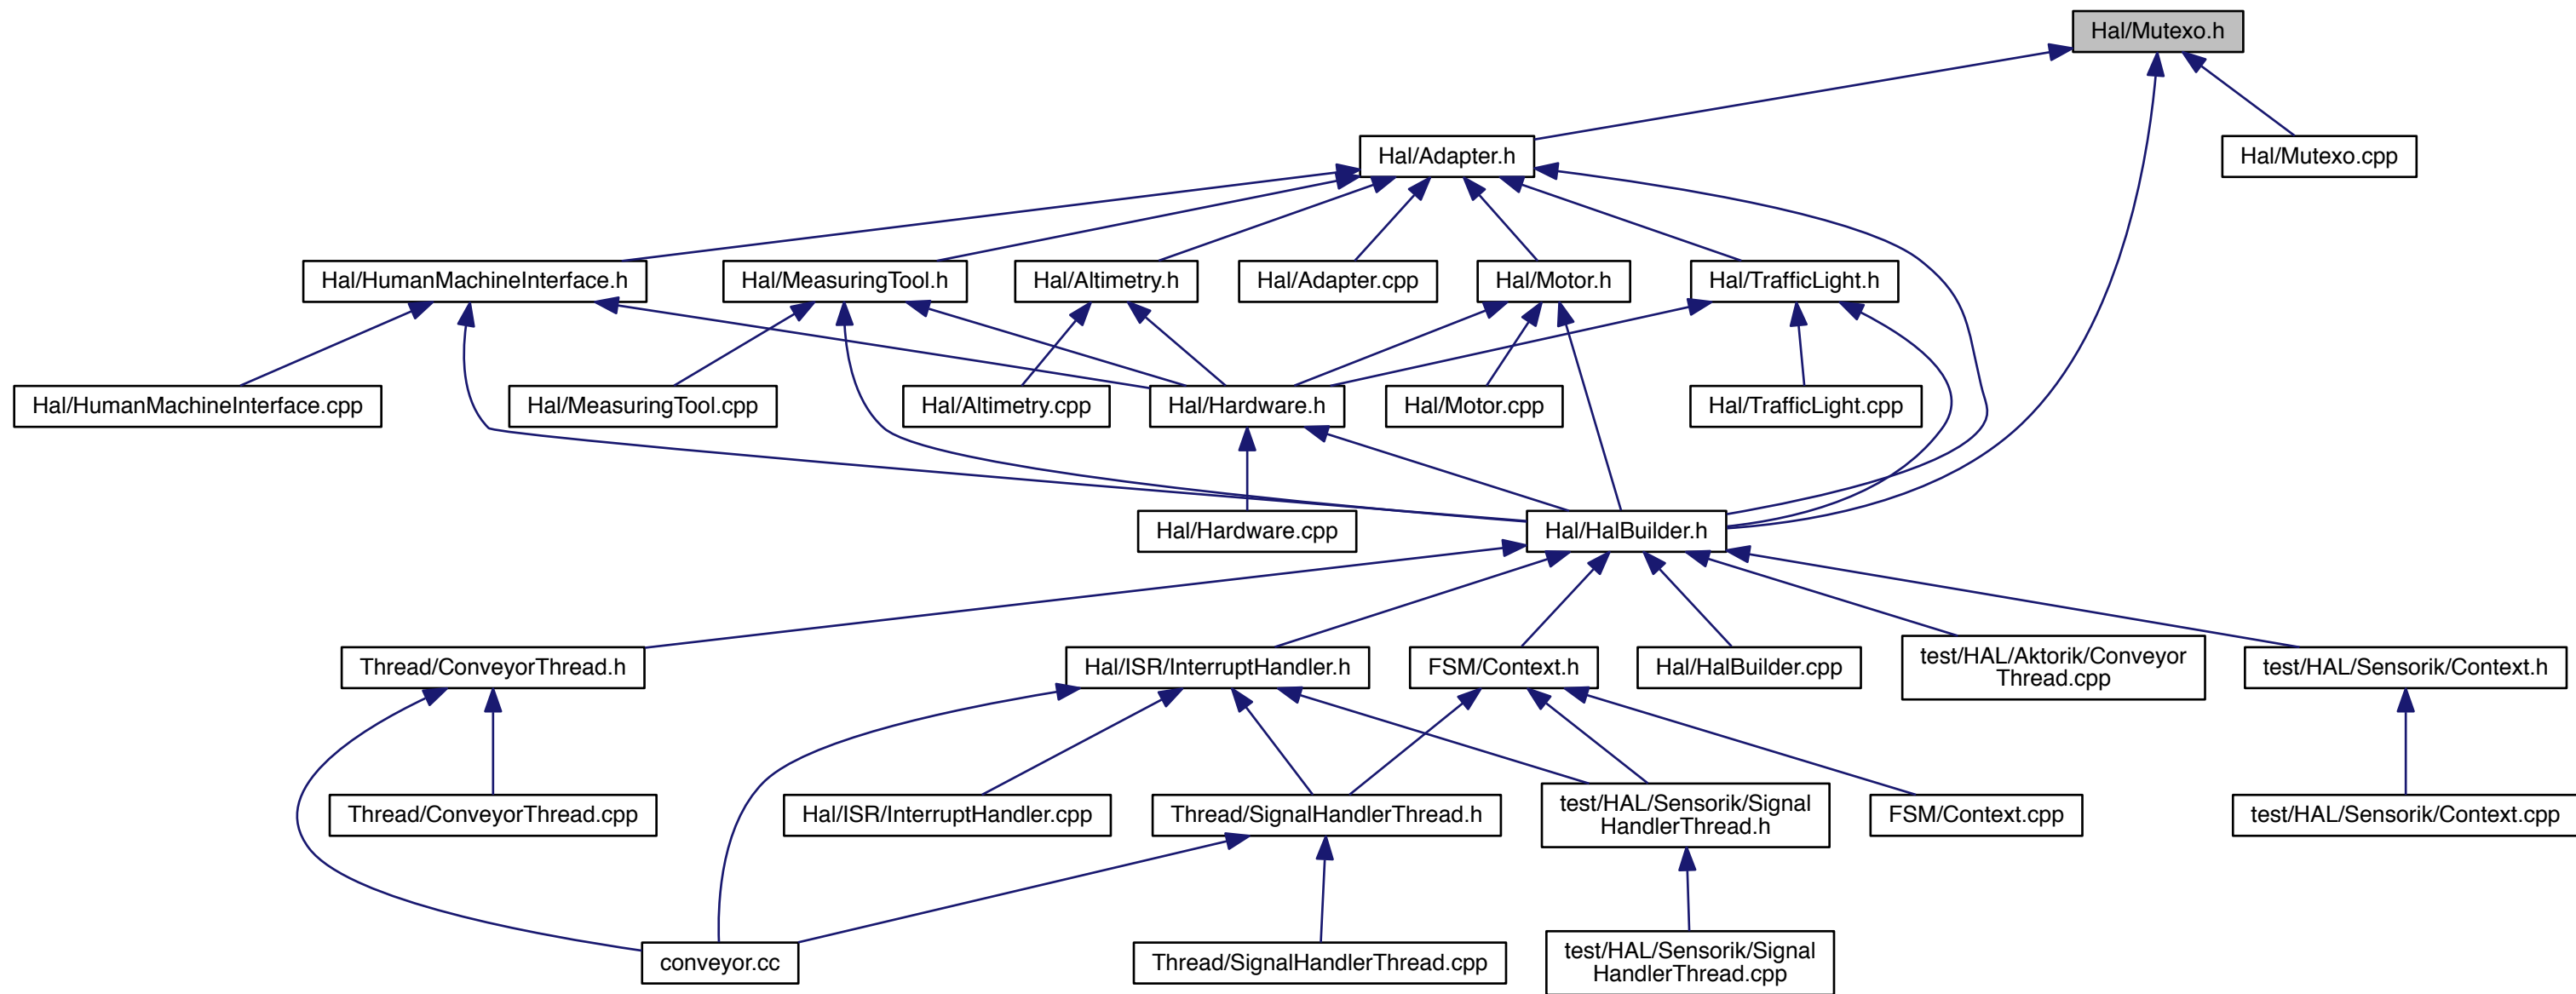 Hal/Mutexo.h
Hal/Adapter.h
Hal/Mutexo.cpp
Hal/HumanMachineInterface.h
Hal/MeasuringTool.h
Hal/Altimetry.h
Hal/Adapter.cpp
Hal/Motor.h
Hal/TrafficLight.h
Hal/HumanMachineInterface.cpp
Hal/MeasuringTool.cpp
Hal/Altimetry.cpp
Hal/Hardware.h
Hal/Motor.cpp
Hal/TrafficLight.cpp
Hal/Hardware.cpp
Hal/HalBuilder.h
Thread/ConveyorThread.h
Hal/ISR/InterruptHandler.h
FSM/Context.h
Hal/HalBuilder.cpp
test/HAL/Aktorik/Conveyor
Thread.cpp
test/HAL/Sensorik/Context.h
Thread/ConveyorThread.cpp
Hal/ISR/InterruptHandler.cpp
Thread/SignalHandlerThread.h
test/HAL/Sensorik/Signal
HandlerThread.h
FSM/Context.cpp
test/HAL/Sensorik/Context.cpp
conveyor.cc
Thread/SignalHandlerThread.cpp
test/HAL/Sensorik/Signal
HandlerThread.cpp